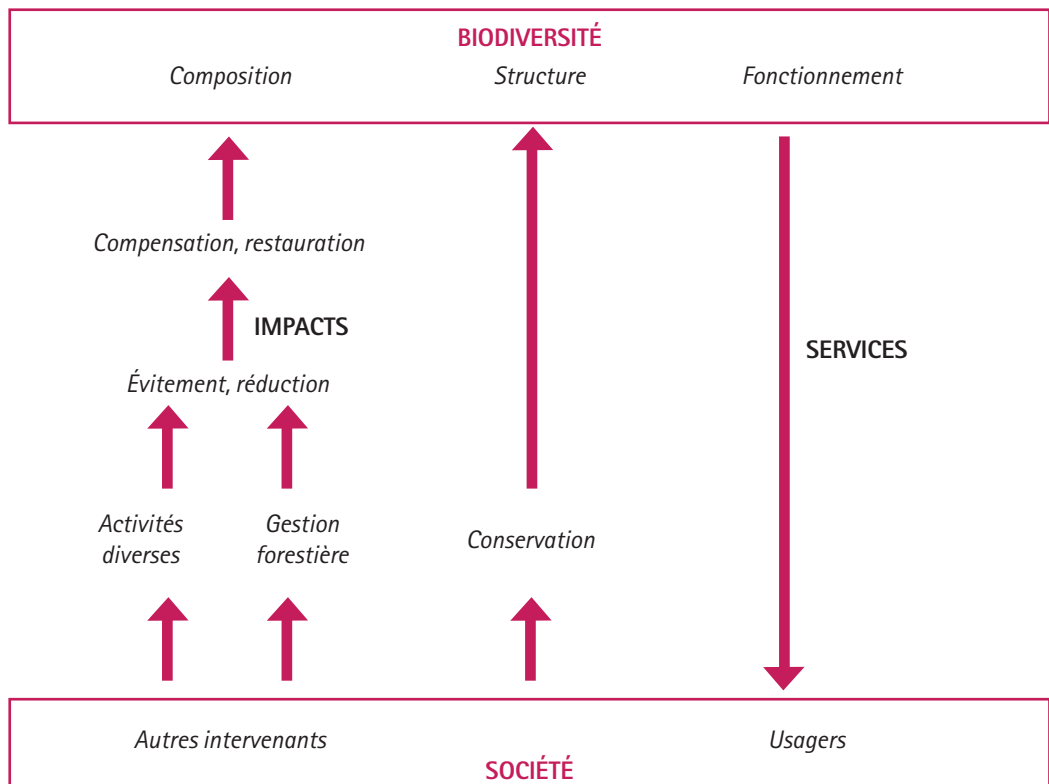 BIODIVERSITÉ
Composition Structure Fonctionnement
Compensation, restauration
IMPACTS
SERVICES
Évitement, réduction
Activités
diverses
Gestion
forestière
Conservation
Autres intervenants Usagers
SOCIÉTÉ